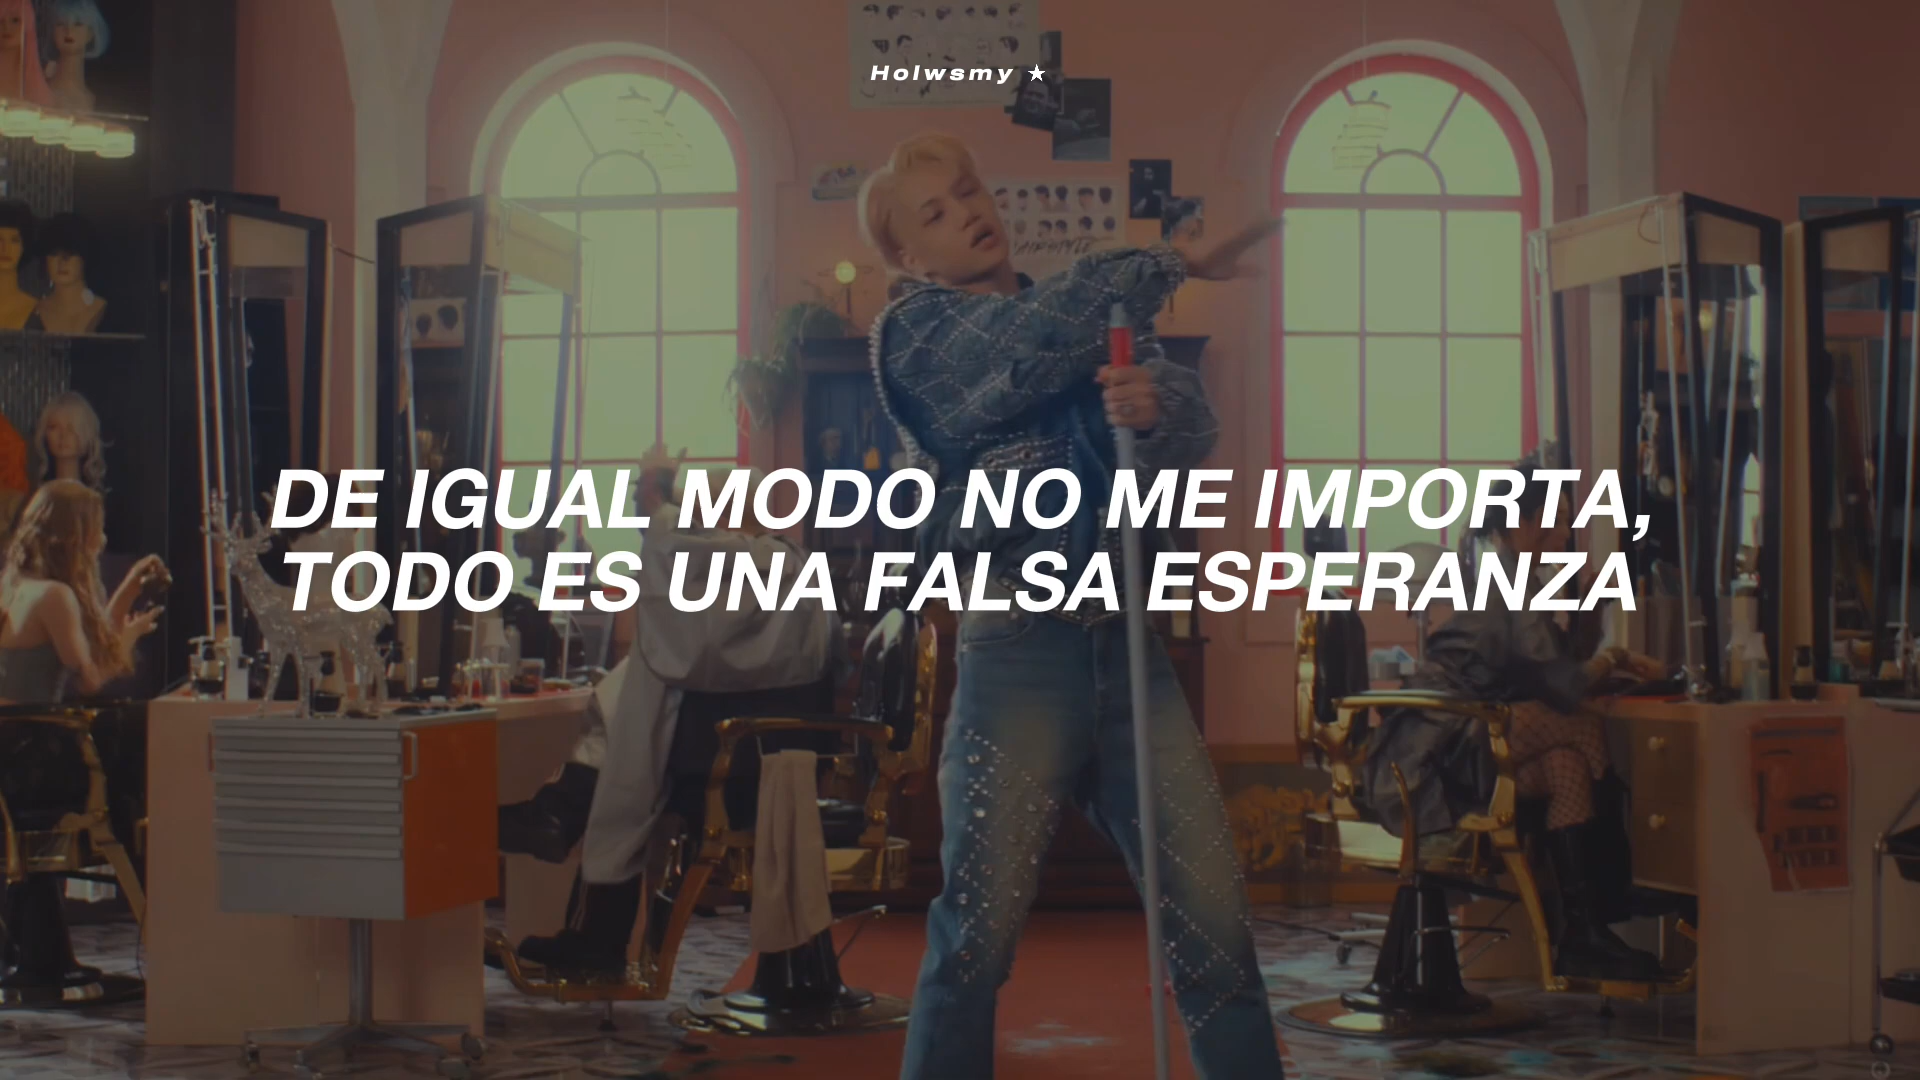 Holwsmy ★
DE IGUAL MODO NO ME IMPORTA,
TODO ES UNA FALSA ESPERANZA